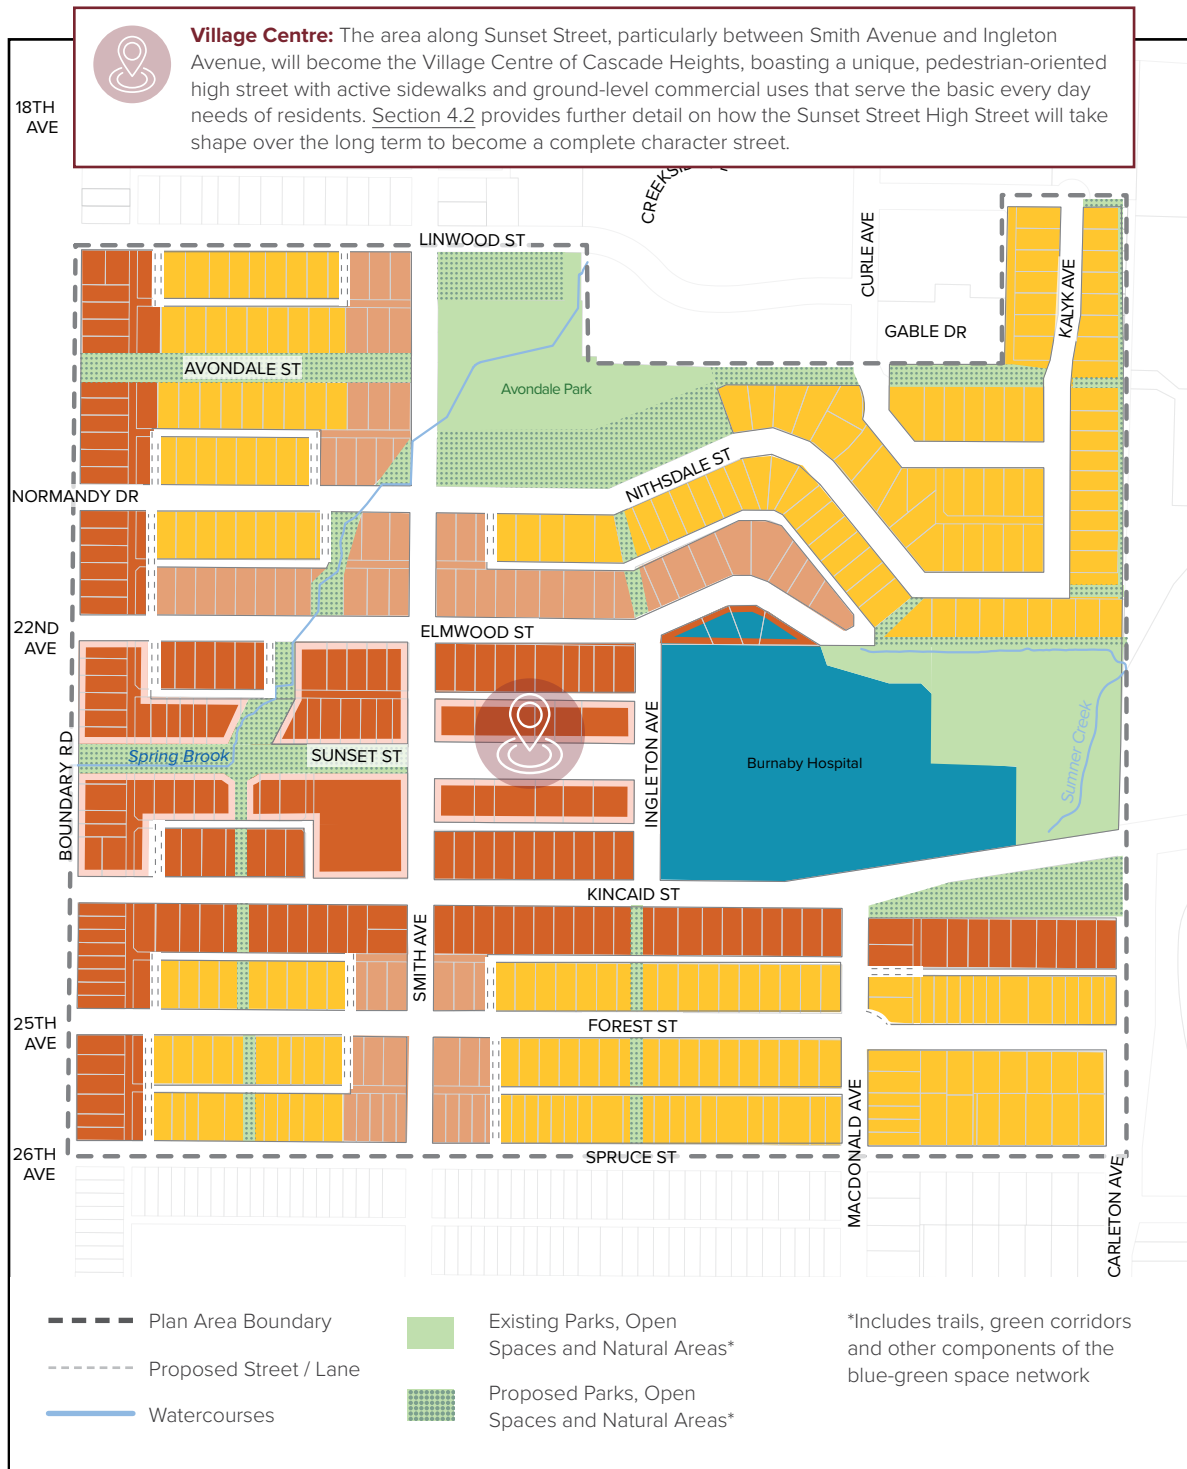 Village Centre: The area along Sunset Street, particularly between Smith Avenue and Ingleton
Avenue, will become the Village Centre of Cascade Heights, boasting a unique, pedestrian-oriented
high street with active sidewalks and ground-level commercial uses that serve the basic every day
needs of residents. Section 4.2 provides further detail on how the Sunset Street High Street will take
shape over the long term to become a complete character street.
18TH
AVE
LINWOOD ST
CURLE AVE
KALYK AVE
GABLE DR
AVONDALE ST
Avondale Park
NITHSDALE ST
NORMANDY DR
22ND
AVE
ELMWOOD ST
BOUNDARY RD
Spring Brook
SUNSET ST
INGLETON AVE
Burnaby Hospital
Sumner Creek
KINCAID ST
SMITH AVE
25TH
AVE
FOREST ST
MACDONALD AVE
26TH
AVE
SPRUCE ST
CARLETON AVE
Plan Area Boundary
Proposed Street / Lane
Watercourses
Existing Parks, Open
Spaces and Natural Areas*
Proposed Parks, Open
Spaces and Natural Areas*
*Includes trails, green corridors
and other components of the
blue-green space network